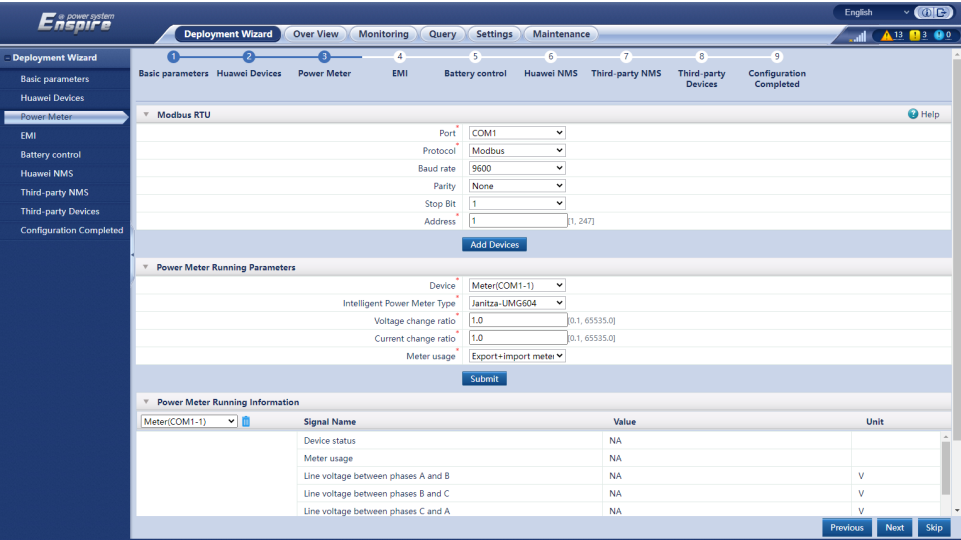 @ power system
Enspire
English
Deployment Wizard Over View Monitoring Query Settings Maintenance
13 3 0
Deployment Wizard
Basic parameters
Huawei Devices
Power Meter
EMI
Battery control
Huawei NMS
Third-party NMS
Third-party Devices
Configuration Completed
1 2 3 4 5 6 7 8 9
Basic parameters Huawei Devices Power Meter EMI Battery control Huawei NMS Third-party NMS Third-party Devices Configuration Completed
Modbus RTU Help
Port* COM1
Protocol* Modbus
Baud rate 9600
Parity None
Stop Bit 1
Address* 1 [1, 247]
Add Devices
Power Meter Running Parameters
Device* Meter(COM1-1)
Intelligent Power Meter Type* Janitza-UMG604
Voltage change ratio* 1.0 [0.1, 65535.0]
Current change ratio* 1.0 [0.1, 65535.0]
Meter usage* Export+import meter
Submit
Power Meter Running Information
Meter(COM1-1) Signal Name Value Unit
Device status NA
Meter usage NA
Line voltage between phases A and B NA V
Line voltage between phases B and C NA V
Line voltage between phases C and A NA V
Previous Next Skip